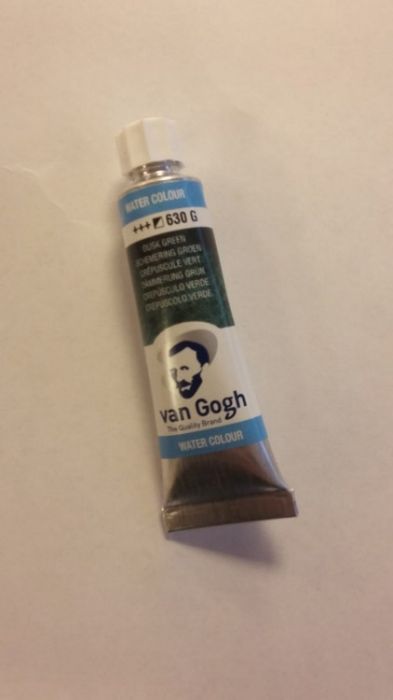 WATER COLOUR
+++ 630 G
DUSK GREEN
SCHEMERING GROEN
CRÉPUSCULE VERT
DÄMMERUNG GRÜN
CREPÚSCULO VERDE
CREPUSCOLO VERDE
van Gogh
The Quality Brand
WATER COLOUR